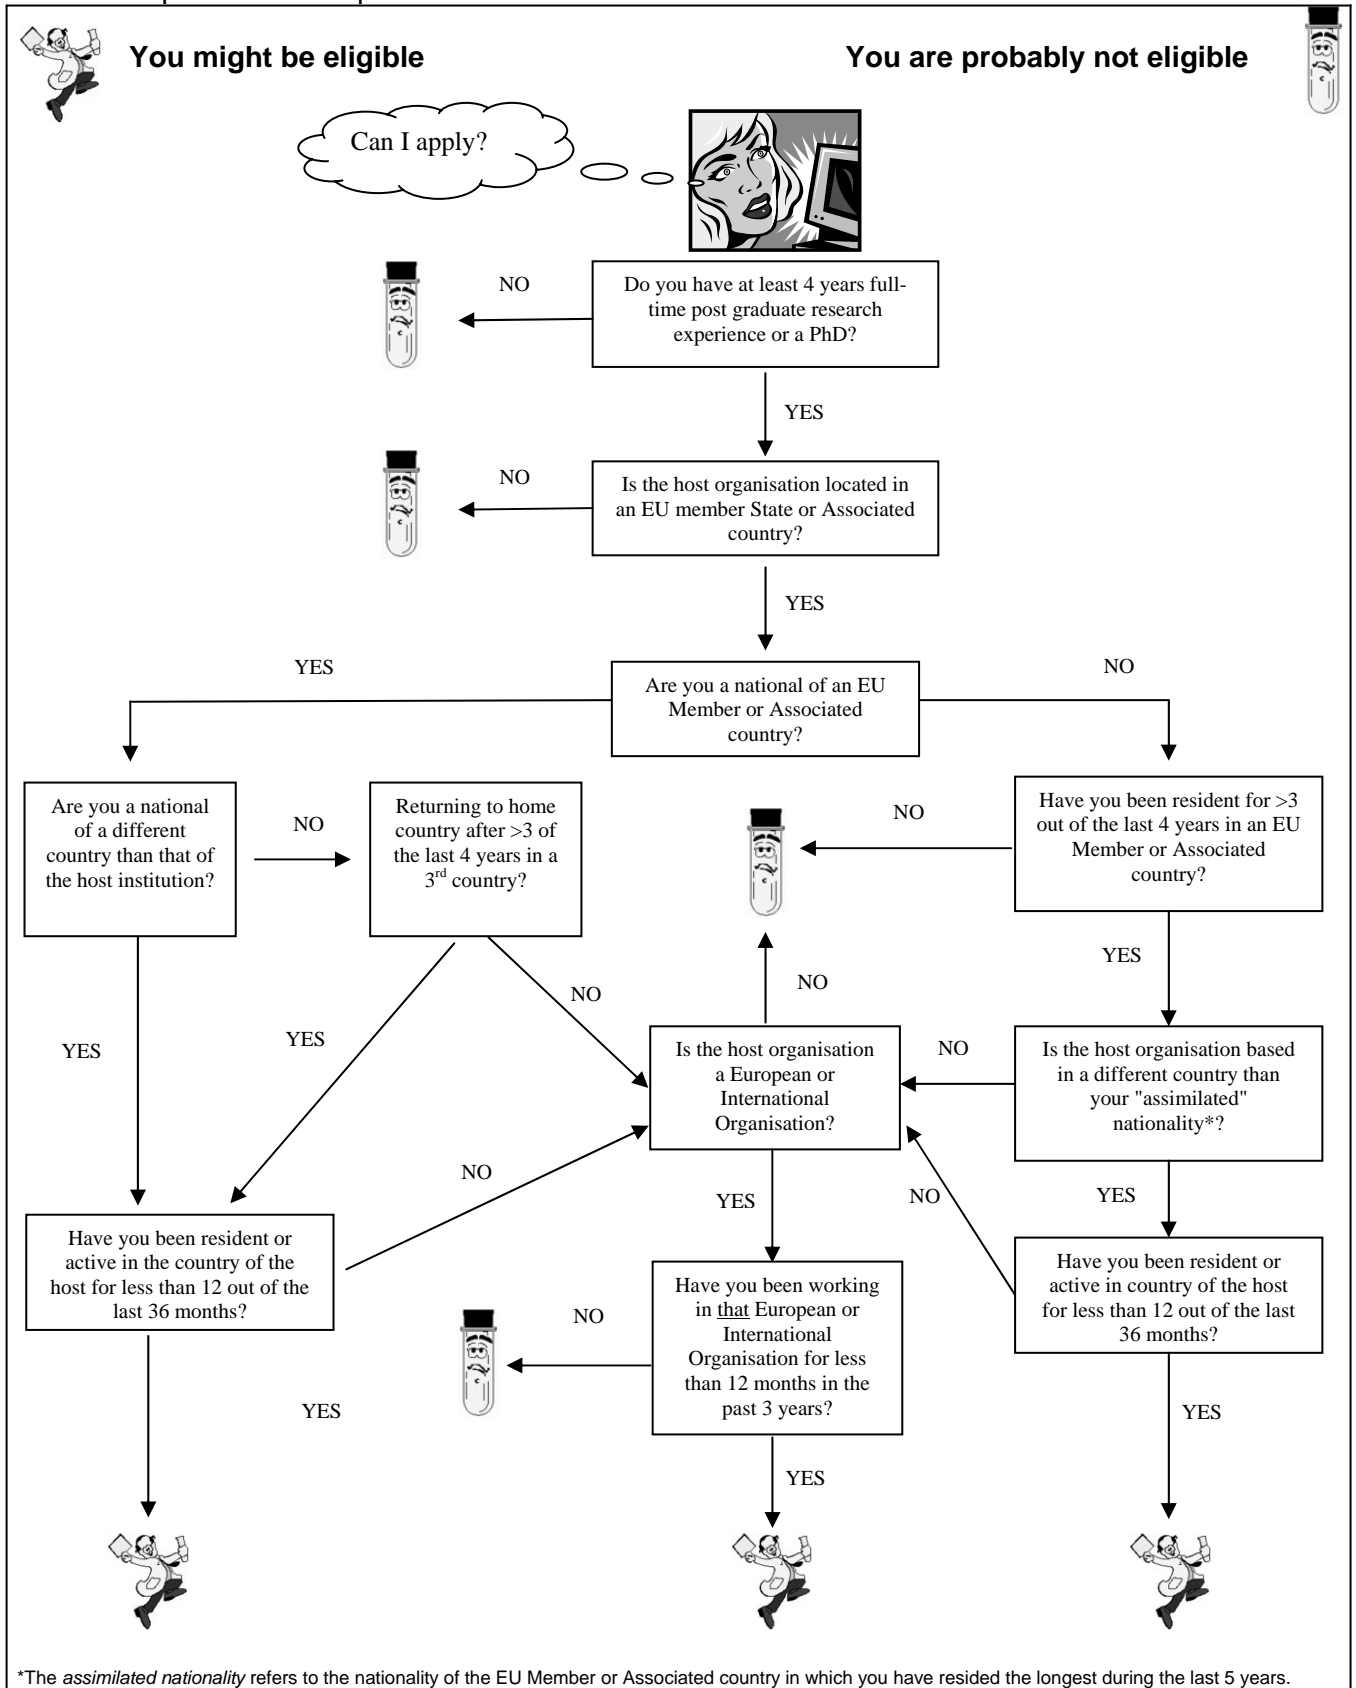 You might be eligible
You are probably not eligible
Can I apply?
NO
Do you have at least 4 years full-
time post graduate research
experience or a PhD?
YES
NO
Is the host organisation located in
an EU member State or Associated
country?
YES
YES
NO
Are you a national of an EU
Member or Associated
country?
Are you a national
of a different
country than that of
the host institution?
NO
Returning to home
country after >3 of
the last 4 years in a
3rd country?
NO
Have you been resident for >3
out of the last 4 years in an EU
Member or Associated
country?
YES
NO
NO
YES
YES
Is the host organisation
a European or
International
Organisation?
NO
Is the host organisation based
in a different country than
your "assimilated"
nationality*?
NO
YES
NO
YES
Have you been resident or
active in the country of the
host for less than 12 out of the
last 36 months?
Have you been working
in that European or
International
Organisation for less
than 12 months in the
past 3 years?
Have you been resident or
active in country of the host
for less than 12 out of the last
36 months?
NO
YES
YES
YES
*The assimilated nationality refers to the nationality of the EU Member or Associated country in which you have resided the longest during the last 5 years.